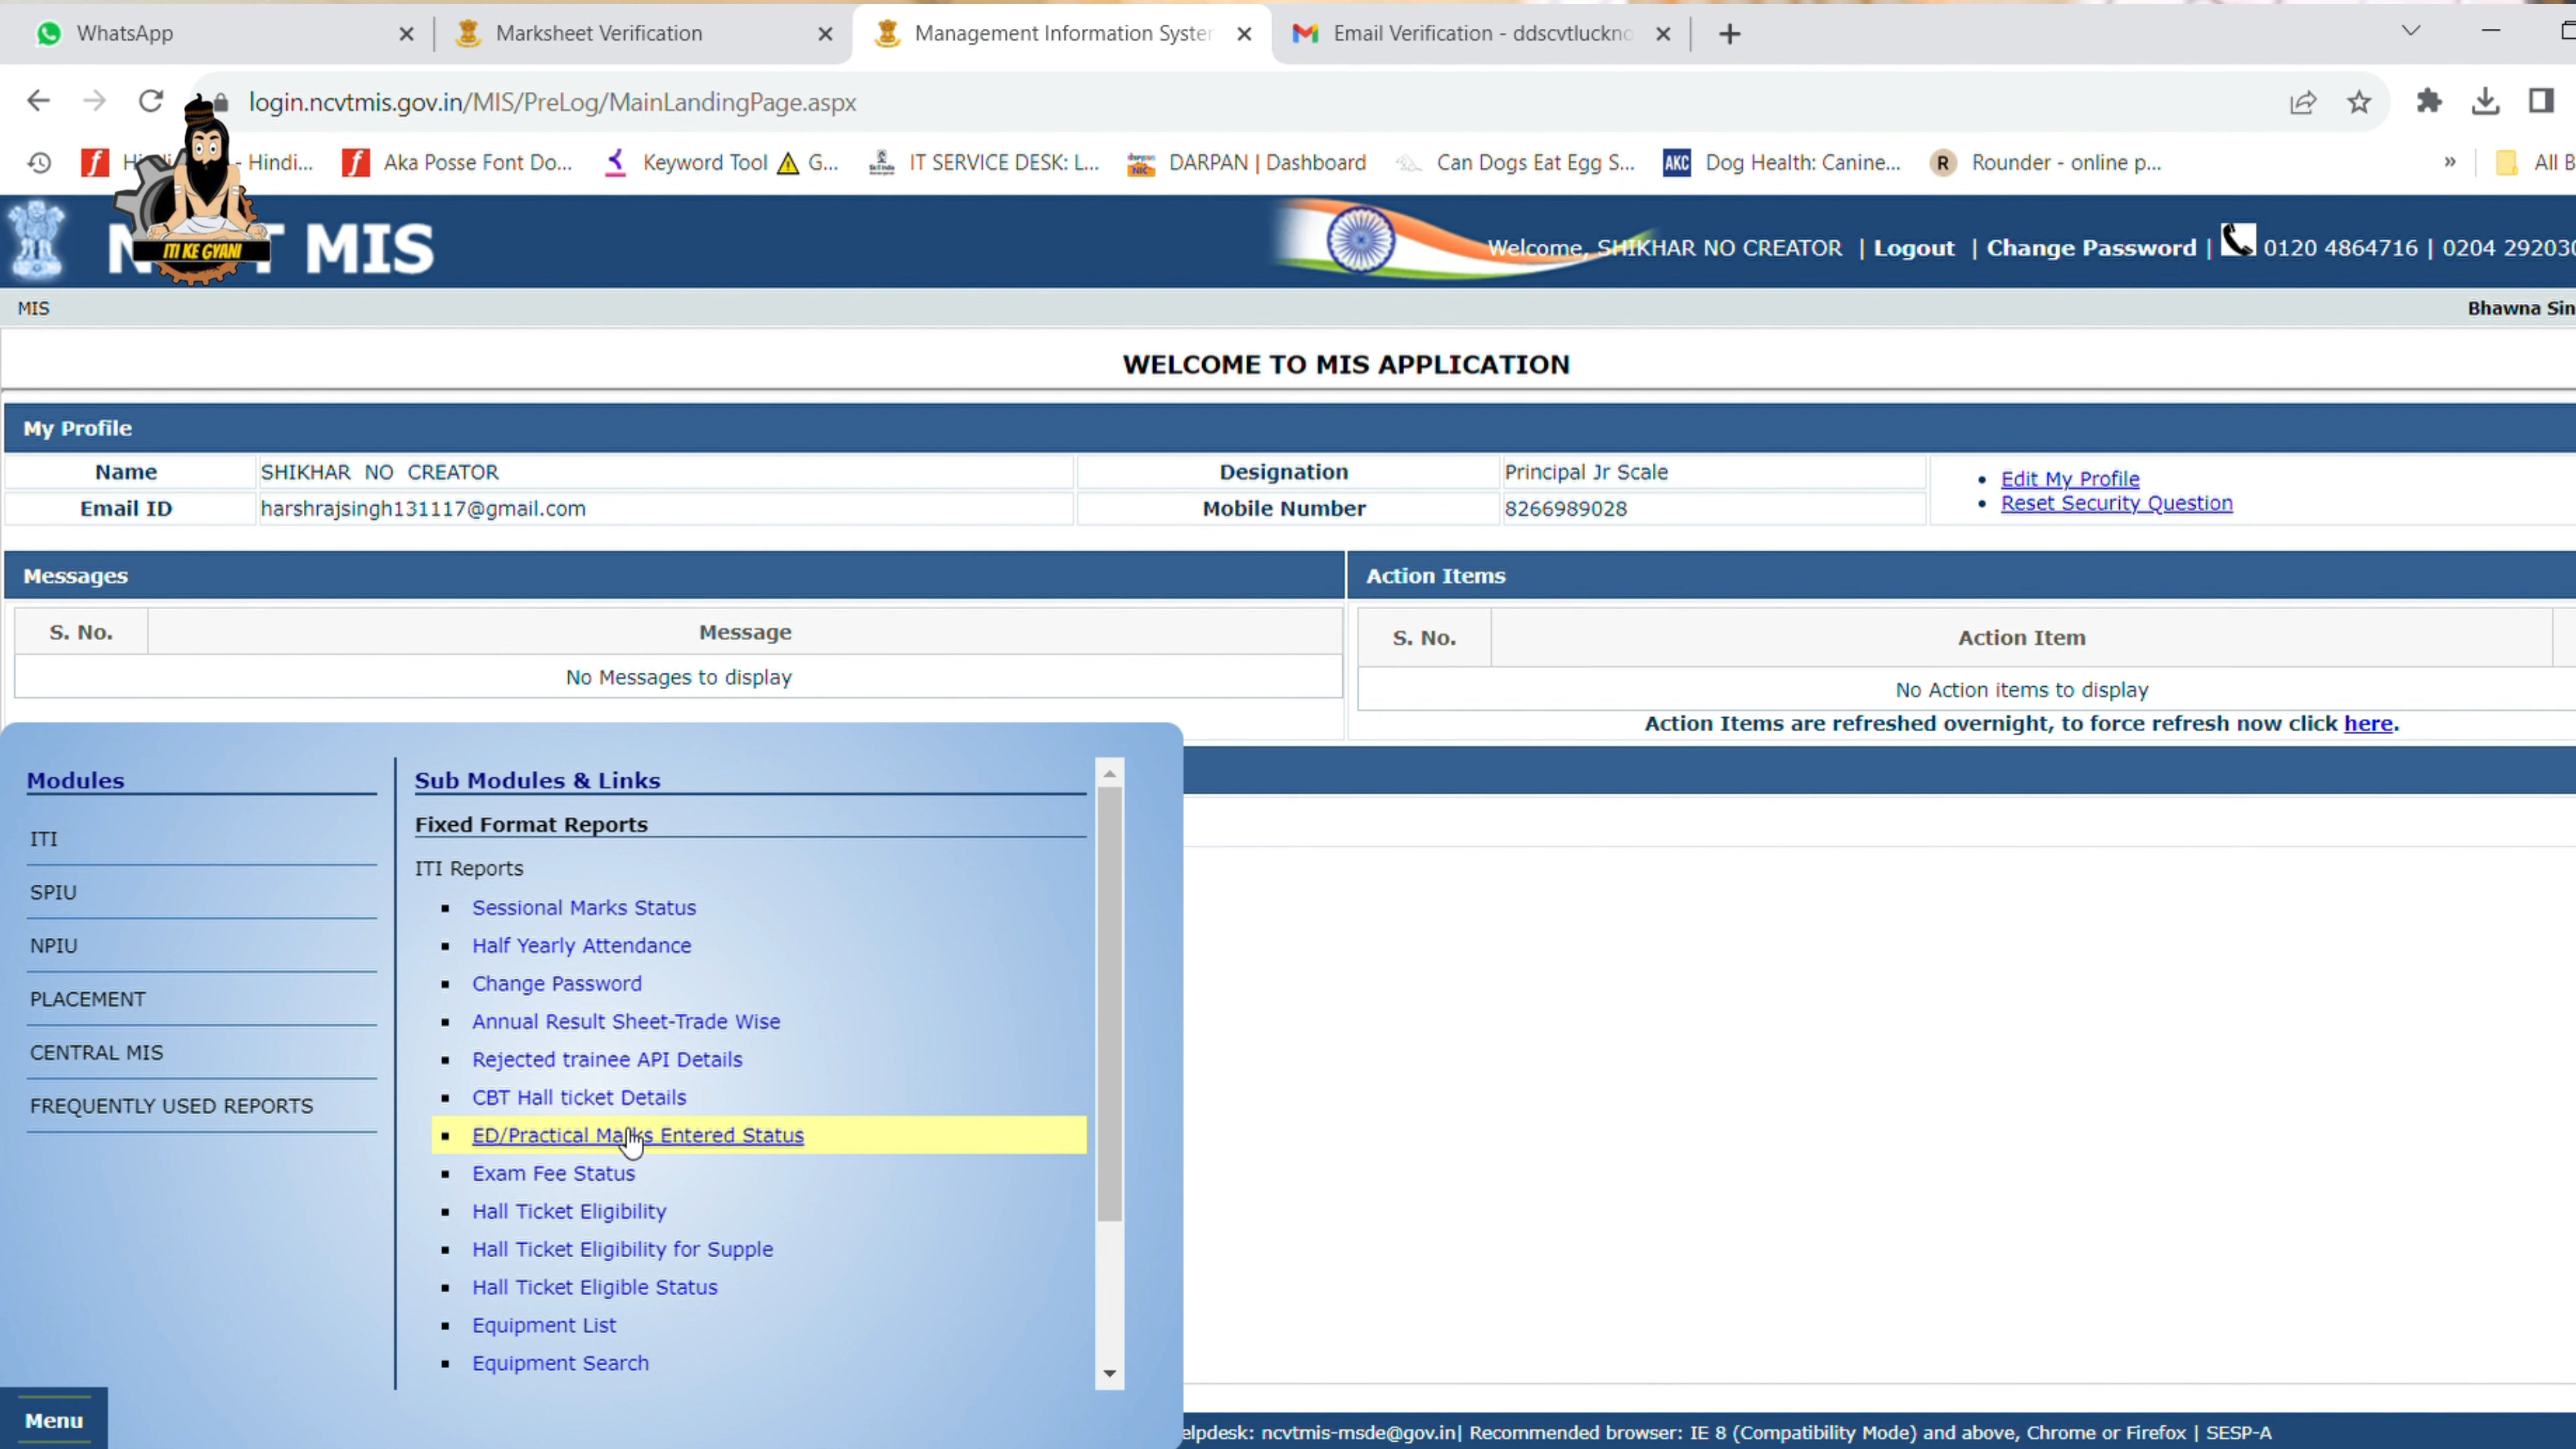 WhatsApp
Marksheet Verification
Management Information Syste
Email Verification - ddscvtluckno
login.ncvtmis.gov.in/MIS/PreLog/MainLandingPage.aspx
- Hindi...
Aka Posse Font Do...
Keyword Tool ⚠ G...
IT SERVICE DESK: L...
DARPAN | Dashboard
Can Dogs Eat Egg S...
AKC Dog Health: Canine...
R Rounder - online p...
» All B
ITI KE GYANI
MIS
Welcome, SHIKHAR NO CREATOR | Logout | Change Password | 0120 4864716 | 0204 292030
MIS
Bhawna Sin
WELCOME TO MIS APPLICATION
My Profile
Name SHIKHAR NO CREATOR Designation Principal Jr Scale
Email ID harshrajsingh131117@gmail.com Mobile Number 8266989028
Edit My Profile
Reset Security Question
Messages
S. No. Message
No Messages to display
Action Items
S. No. Action Item
No Action items to display
Action Items are refreshed overnight, to force refresh now click here.
Modules
ITI
SPIU
NPIU
PLACEMENT
CENTRAL MIS
FREQUENTLY USED REPORTS
Sub Modules & Links
Fixed Format Reports
ITI Reports
Sessional Marks Status
Half Yearly Attendance
Change Password
Annual Result Sheet-Trade Wise
Rejected trainee API Details
CBT Hall ticket Details
ED/Practical Marks Entered Status
Exam Fee Status
Hall Ticket Eligibility
Hall Ticket Eligibility for Supple
Hall Ticket Eligible Status
Equipment List
Equipment Search
Menu
elpdesk: ncvtmis-msde@gov.in| Recommended browser: IE 8 (Compatibility Mode) and above, Chrome or Firefox | SESP-A